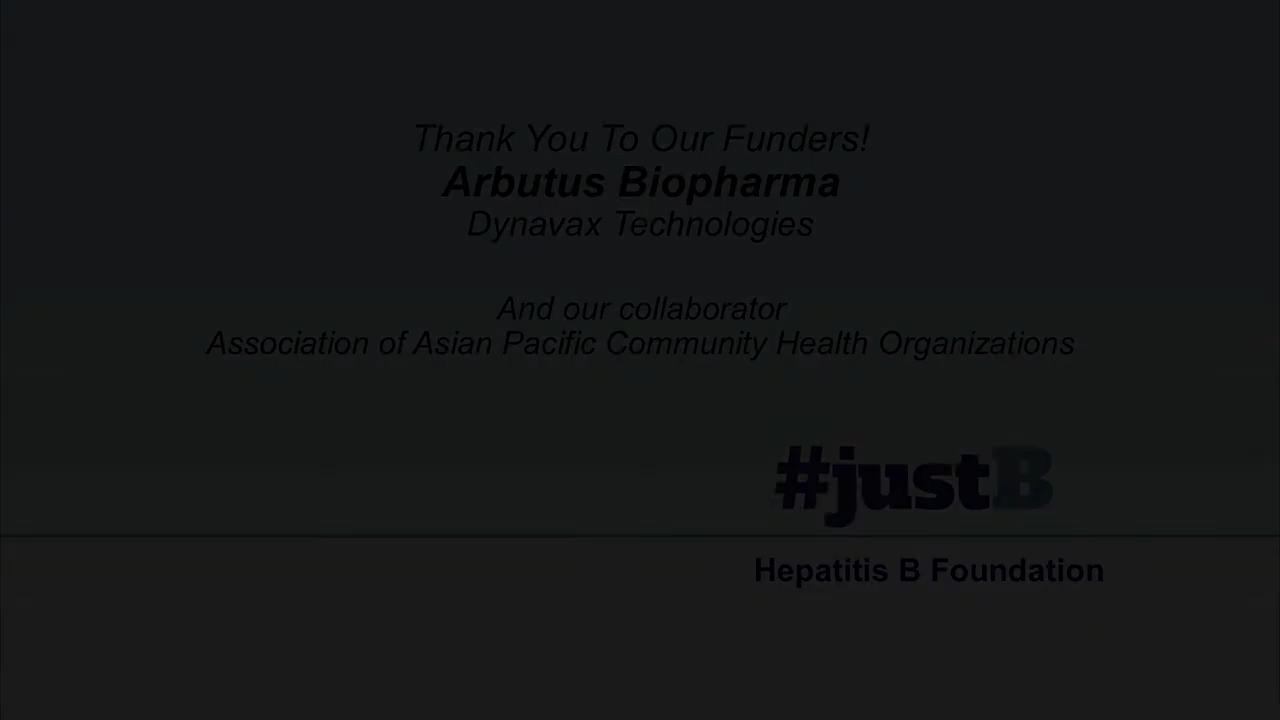 Thank You To Our Funders!
Arbutus Biopharma
Dynavax Technologies
And our collaborator
Association of Asian Pacific Community Health Organizations
#justB
Hepatitis B Foundation